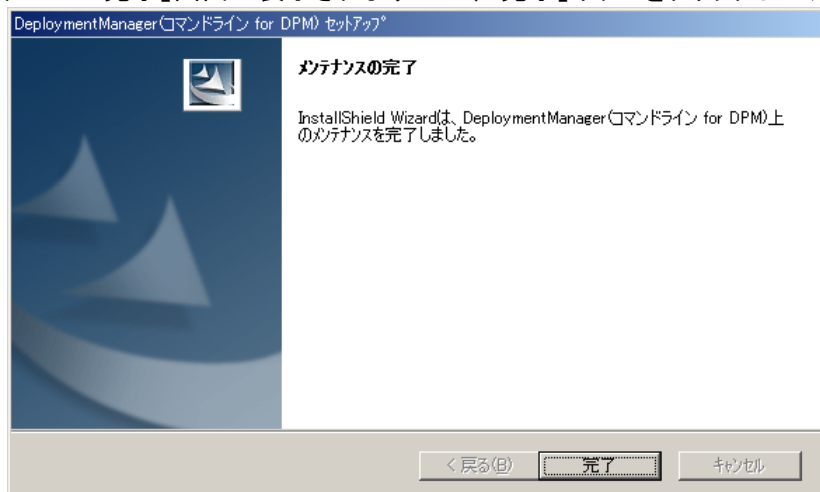 DeploymentManager(コマンドライン for DPM) セットアップ
メンテナンスの完了
InstallShield Wizardは、DeploymentManager(コマンドライン for DPM)上
のメンテナンスを完了しました。
< 戻る(B)
完了
キャンセル